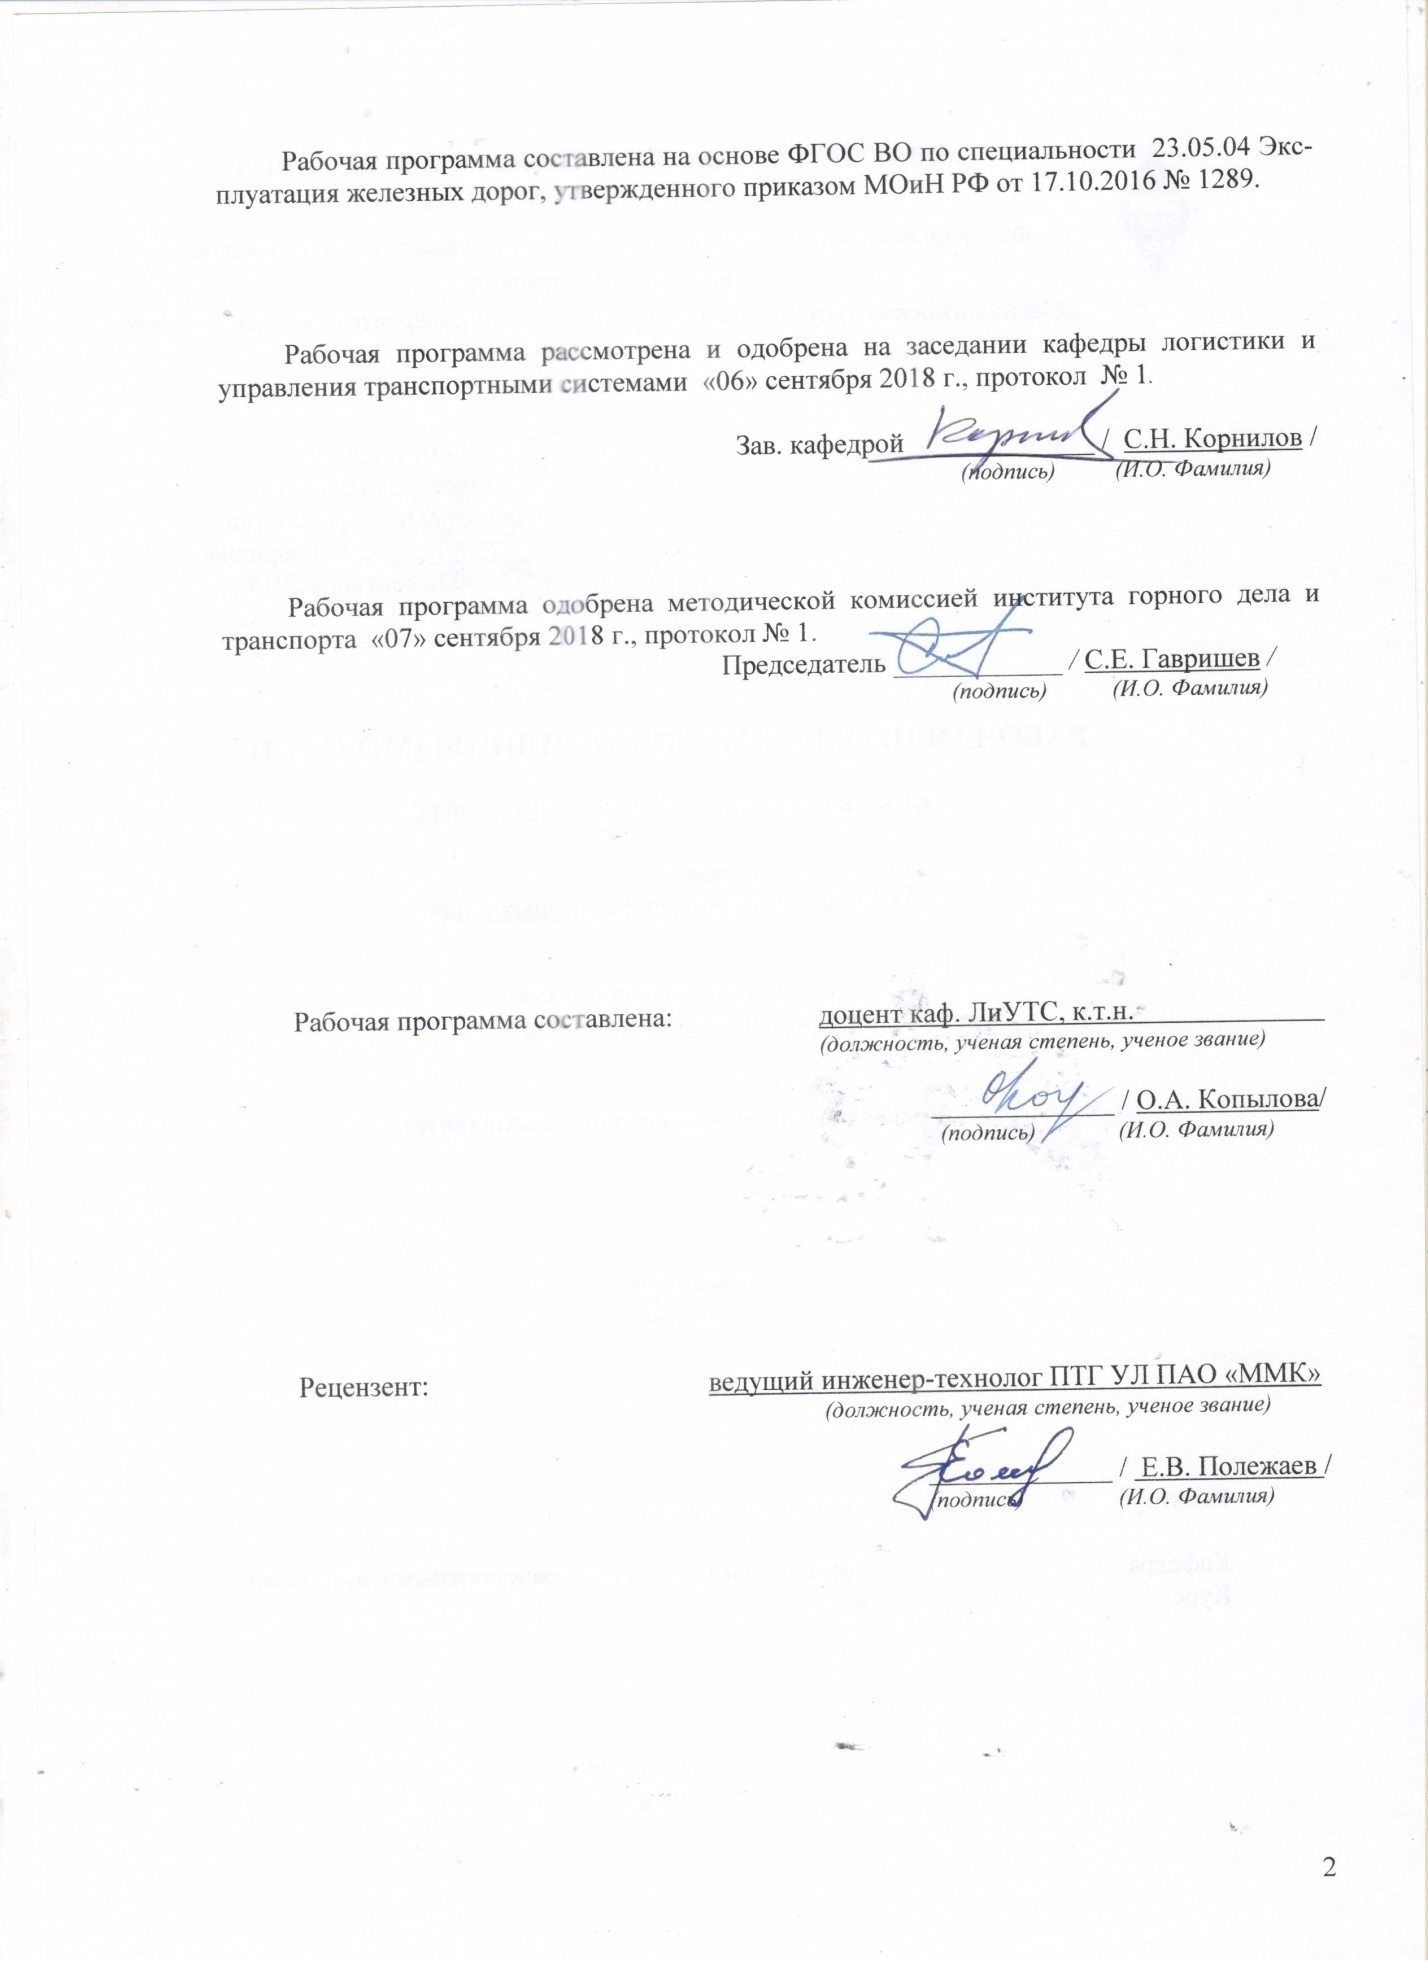 Рабочая программа составлена на основе ФГОС ВО по специальности 23.05.04 Экс-
плуатация железных дорог, утвержденного приказом МОиН РФ от 17.10.2016 № 1289.
Рабочая программа рассмотрена и одобрена на заседании кафедры логистики и
управления транспортными системами «06» сентября 2018 г., протокол № 1.
Зав. кафедрой ______________ / С.Н. Корнилов /
(подпись) (И.О. Фамилия)
Рабочая программа одобрена методической комиссией института горного дела и
транспорта «07» сентября 2018 г., протокол № 1.
Председатель ____________ / С.Е. Гавришев /
(подпись) (И.О. Фамилия)
Рабочая программа составлена: доцент каф. ЛиУТС, к.т.н.
(должность, ученая степень, ученое звание)
_____________ / О.А. Копылова/
(подпись) (И.О. Фамилия)
Рецензент: ведущий инженер-технолог ПТГ УЛ ПАО «ММК»
(должность, ученая степень, ученое звание)
_____________ / Е.В. Полежаев /
(подпись) (И.О. Фамилия)
2